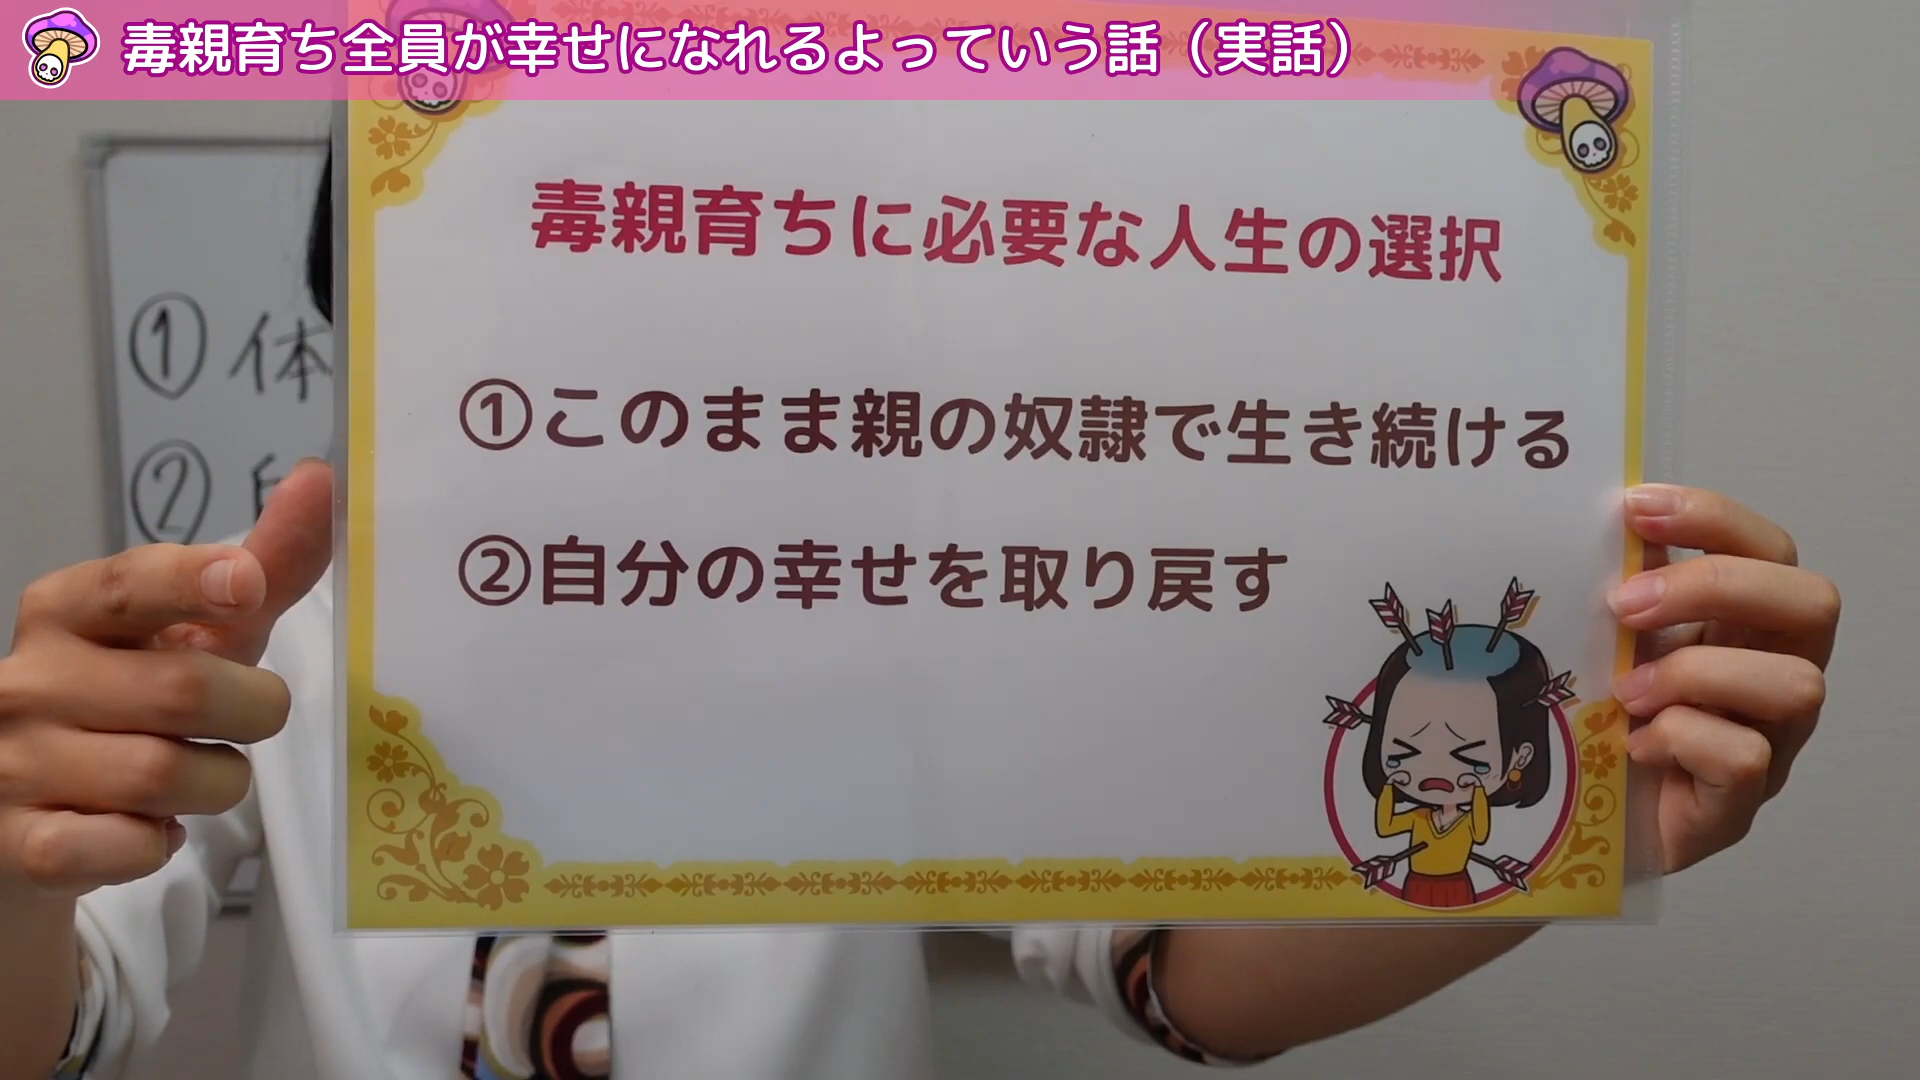 毒親育ち全員が幸せになれるよっていう話（実話）
毒親育ちに必要な人生の選択
①このまま親の奴隷で生き続ける
②自分の幸せを取り戻す
① 体
②